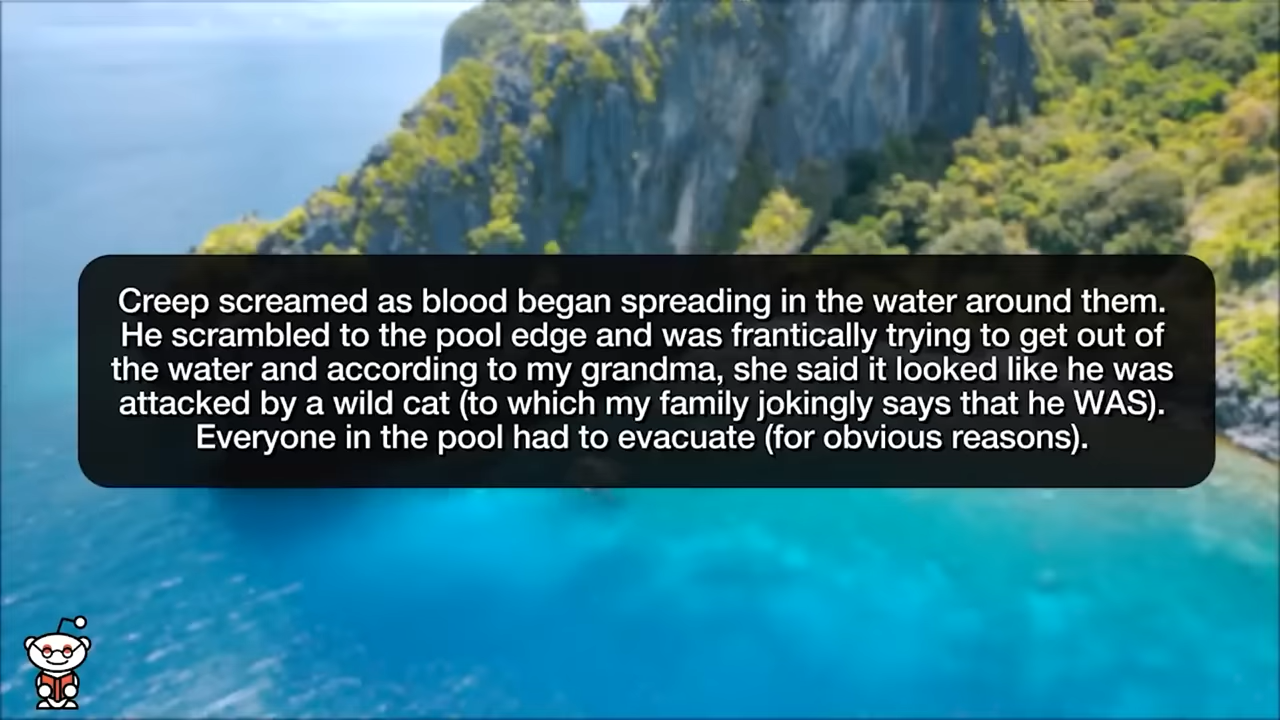 Creep screamed as blood began spreading in the water around them.
He scrambled to the pool edge and was frantically trying to get out of
the water and according to my grandma, she said it looked like he was
attacked by a wild cat (to which my family jokingly says that he WAS).
Everyone in the pool had to evacuate (for obvious reasons).